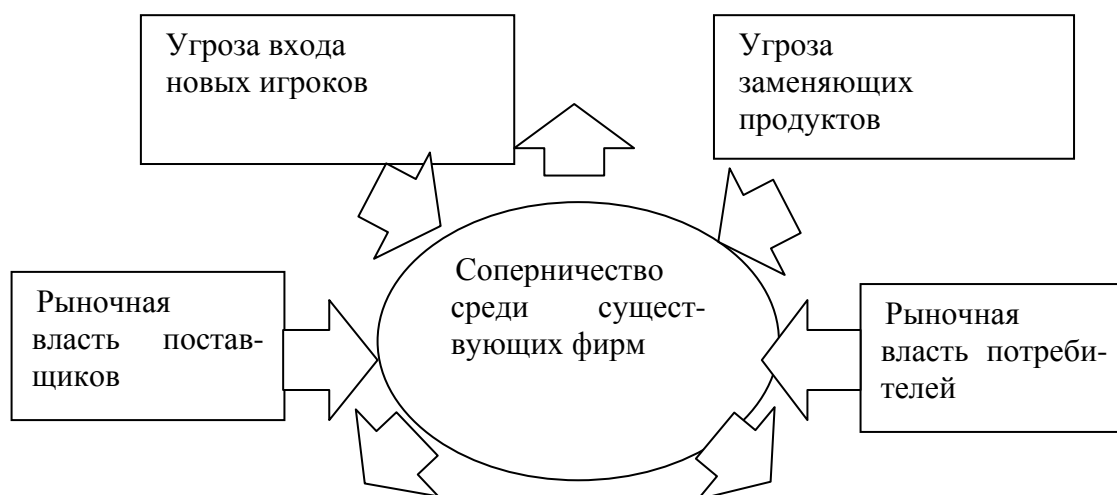 Угроза входа
новых игроков
Угроза
заменяющих
продуктов
Соперничество
среди сущест-
вующих фирм
Рыночная
власть постав-
щиков
Рыночная
власть потреби-
телей